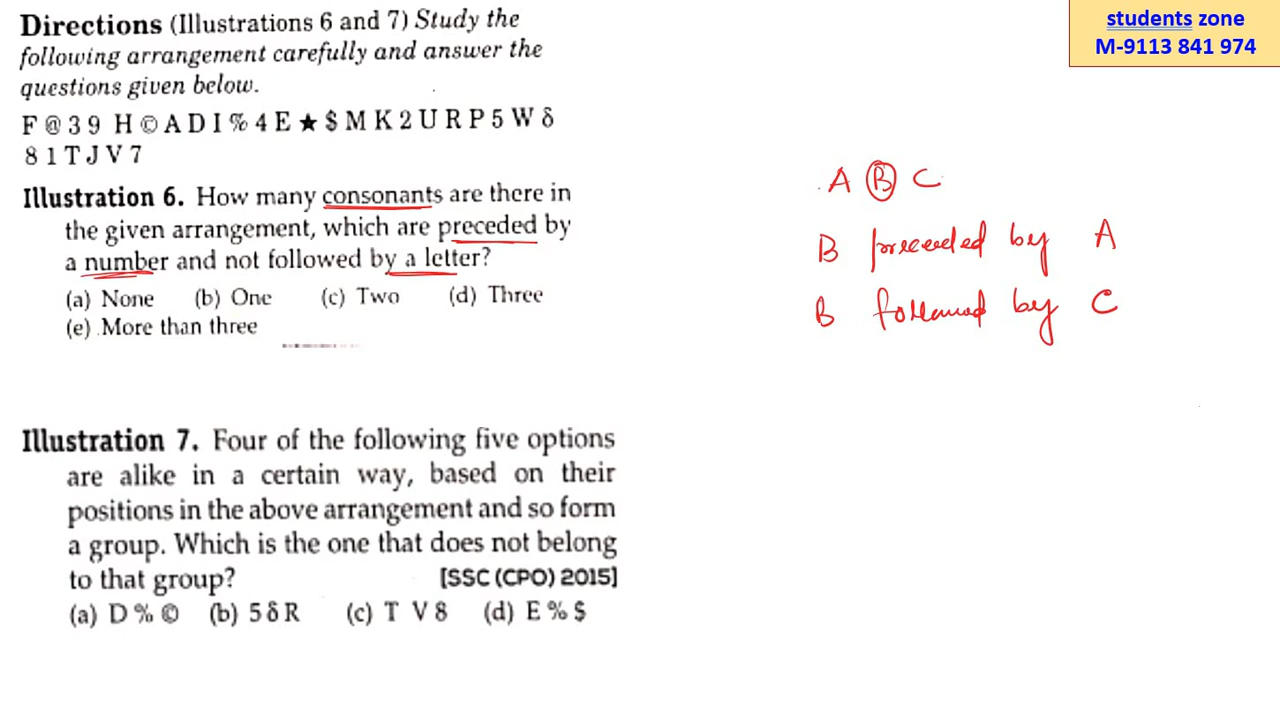 students zone
M-9113 841 974
Directions (Illustrations 6 and 7) Study the
following arrangement carefully and answer the
questions given below.
F @ 3 9 H © A D I % 4 E ★ $ M K 2 U R P 5 W δ
8 1 T J V 7
Illustration 6. How many consonants are there in
the given arrangement, which are preceded by
a number and not followed by a letter?
(a) None (b) One (c) Two (d) Three
(e) .More than three
A B C
B preceeded by A
B followed by C
Illustration 7. Four of the following five options
are alike in a certain way, based on their
positions in the above arrangement and so form
a group. Which is the one that does not belong
to that group? [SSC (CPO) 2015]
(a) D % © (b) 5 δ R (c) T V 8 (d) E % $